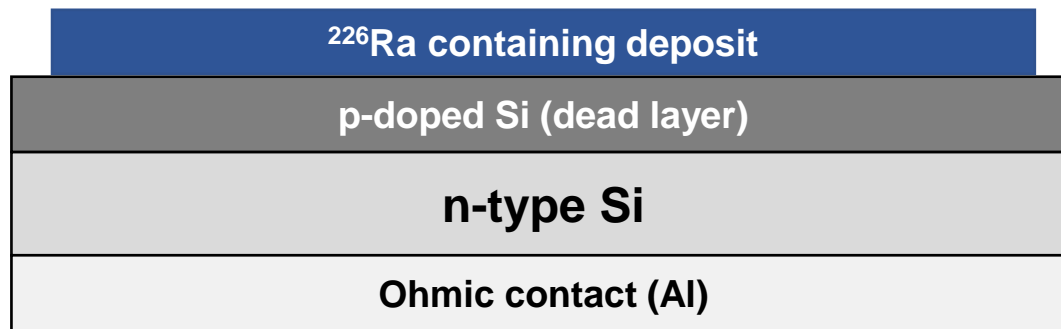 ²²⁶Ra containing deposit
p-doped Si (dead layer)
n-type Si
Ohmic contact (Al)